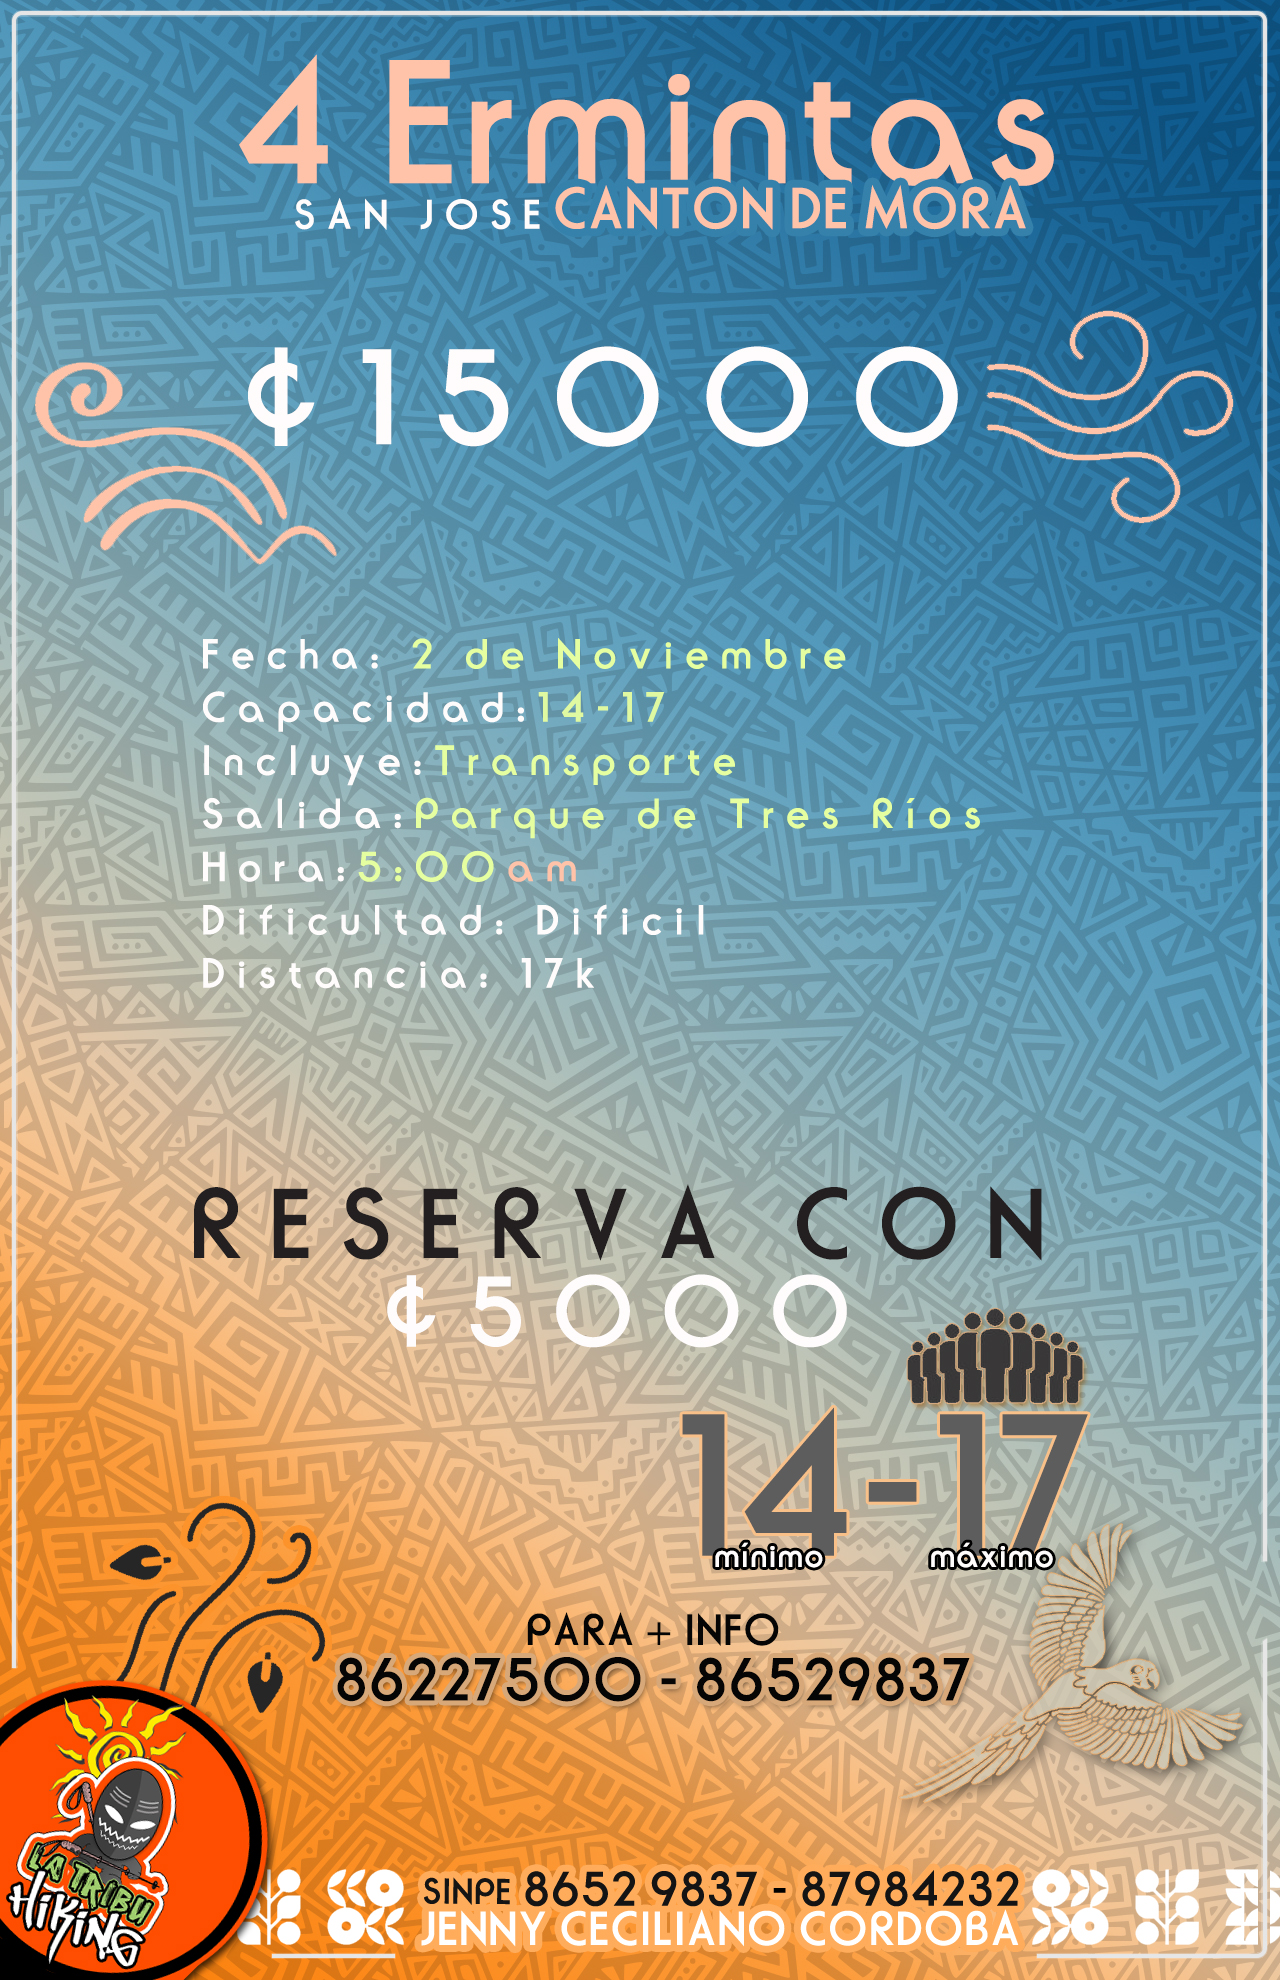 4 Ermintas
SAN JOSE CANTON DE MORA
¢15000
Fecha: 2 de Noviembre
Capacidad:14-17
Incluye:Transporte
Salida:Parque de Tres Ríos
Hora:5:00am
Dificultad: Dificil
Distancia: 17k
RESERVA CON
¢5000
14-17
mínimo máximo
PARA + INFO
86227500 - 86529837
LA TRIBU
HIKING
SINPE 8652 9837 - 87984232
JENNY CECILIANO CORDOBA